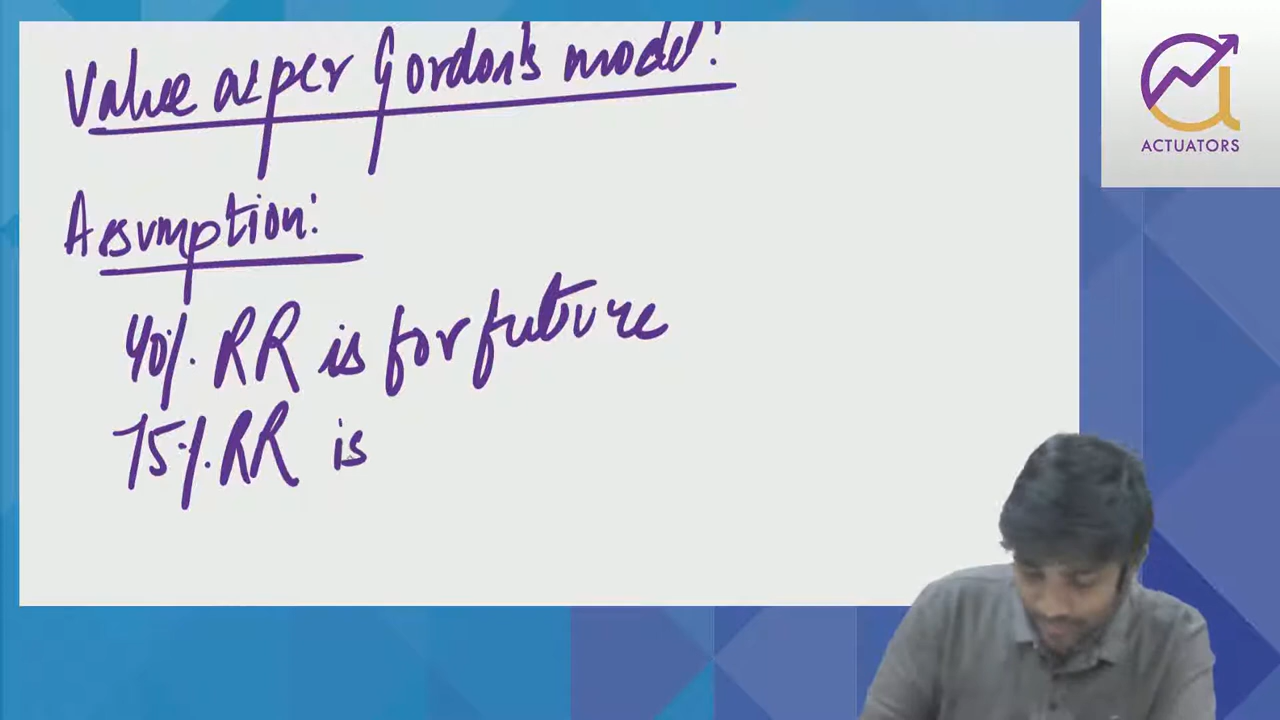 Value as per Gordon's model:
Assumption:
40% RR is for future
75% RR is
ACTUATORS